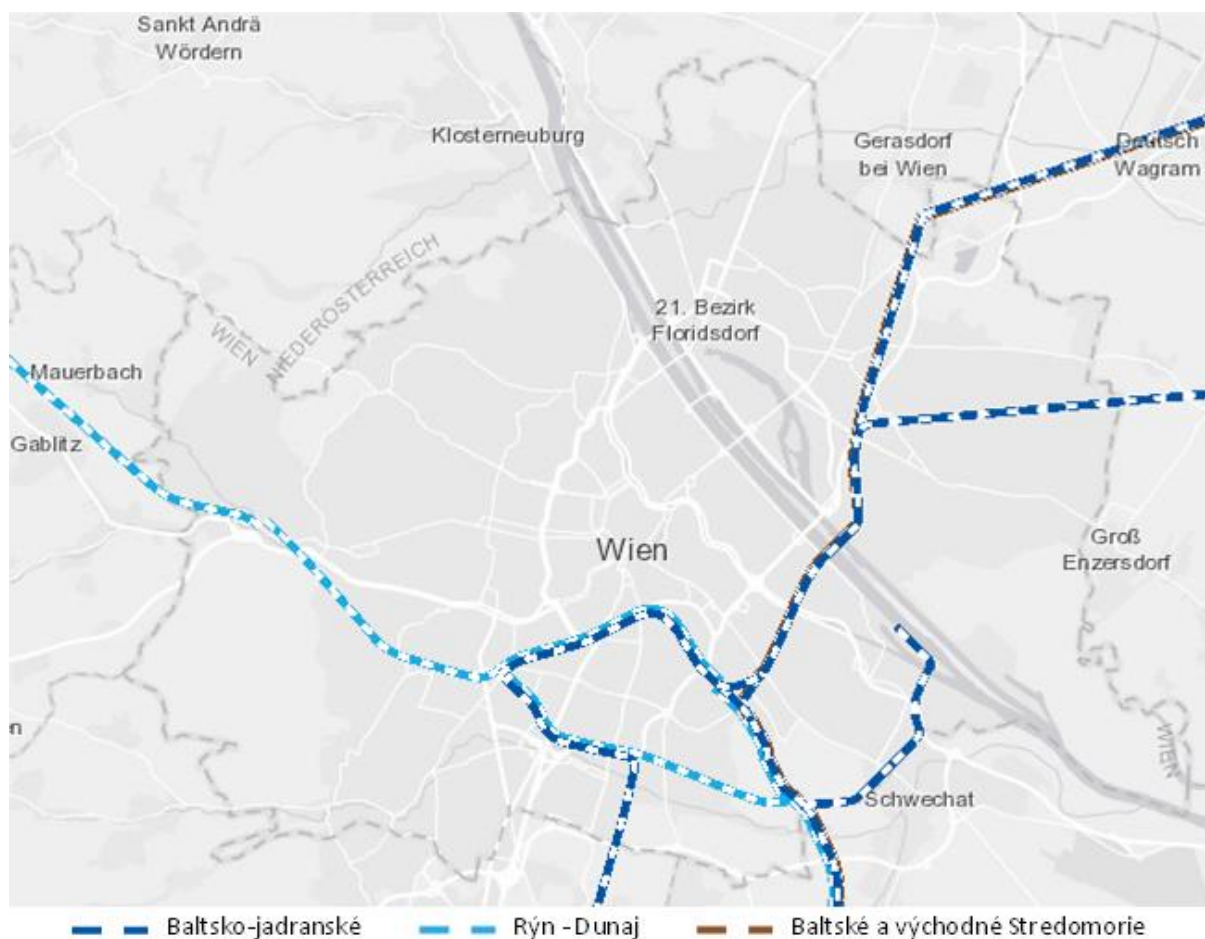 Sankt Andrä
Wördern
Klosterneuburg
Gerasdorf
bei Wien
Deutsch
Wagram
WIEN
NIEDERÖSTERREICH
21. Bezirk
Floridsdorf
Mauerbach
Gablitz
Wien
Groß
Enzersdorf
en
WIEN
Schwechat
Baltsko-jadranské
Rýn - Dunaj
Baltské a východné Stredomorie